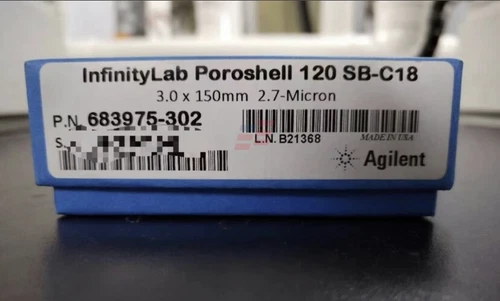 InfinityLab Poroshell 120 SB-C18
3.0 x 150mm 2.7-Micron
P.N. 683975-302
L.N. B21368
MADE IN USA
Agilent